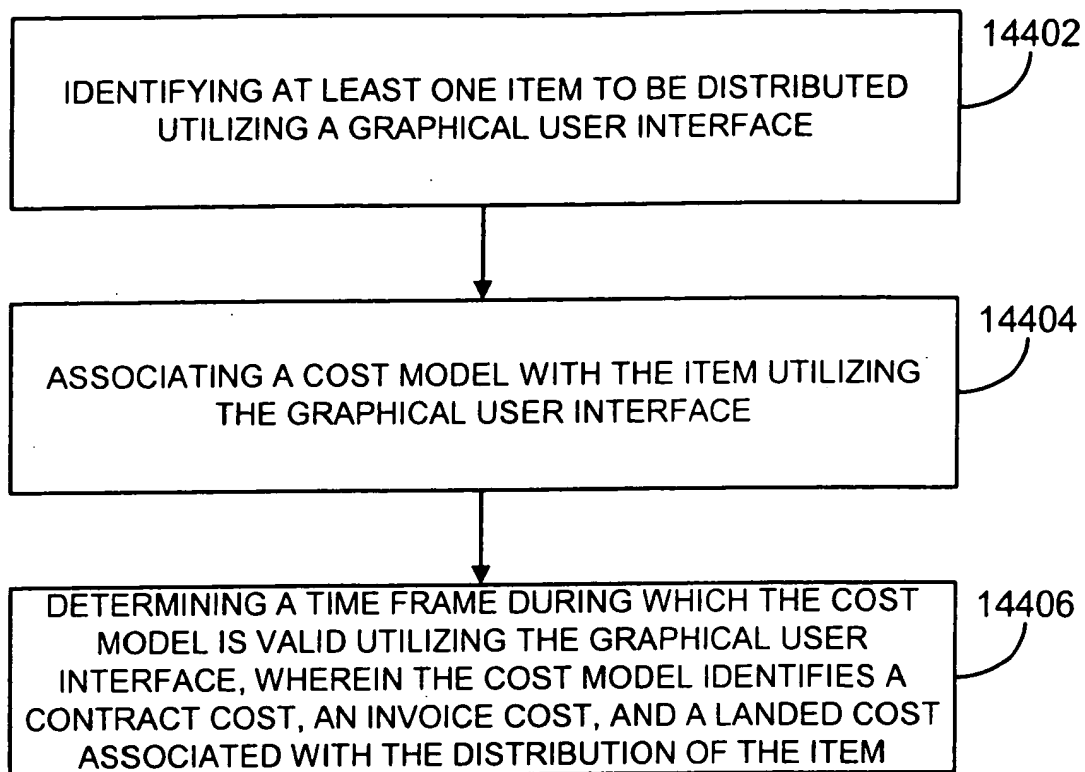 14402
IDENTIFYING AT LEAST ONE ITEM TO BE DISTRIBUTED
UTILIZING A GRAPHICAL USER INTERFACE
14404
ASSOCIATING A COST MODEL WITH THE ITEM UTILIZING
THE GRAPHICAL USER INTERFACE
14406
DETERMINING A TIME FRAME DURING WHICH THE COST
MODEL IS VALID UTILIZING THE GRAPHICAL USER
INTERFACE, WHEREIN THE COST MODEL IDENTIFIES A
CONTRACT COST, AN INVOICE COST, AND A LANDED COST
ASSOCIATED WITH THE DISTRIBUTION OF THE ITEM